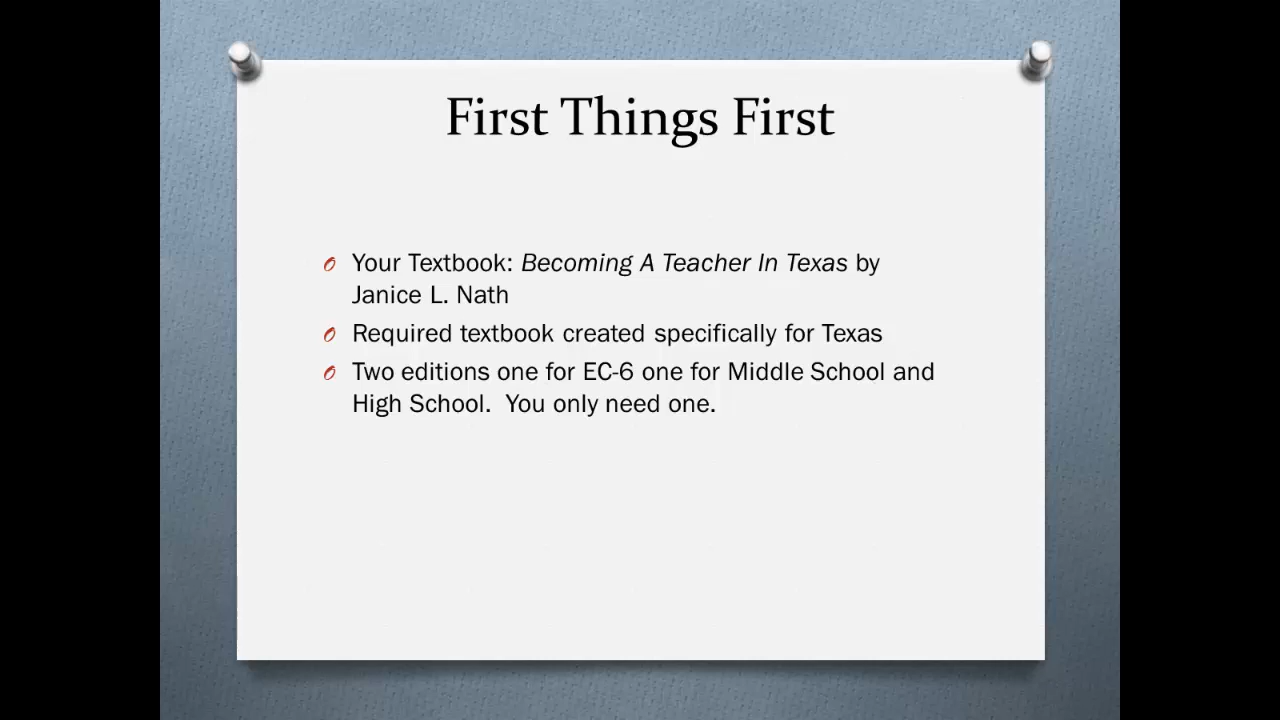 First Things First
Your Textbook: Becoming A Teacher In Texas by
Janice L. Nath
Required textbook created specifically for Texas
Two editions one for EC-6 one for Middle School and
High School.  You only need one.